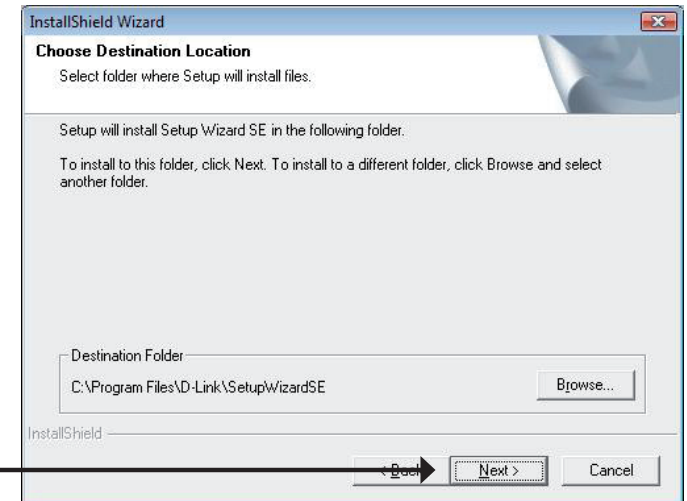 InstallShield Wizard
Choose Destination Location
Select folder where Setup will install files.
Setup will install Setup Wizard SE in the following folder.
To install to this folder, click Next. To install to a different folder, click Browse and select
another folder.
Destination Folder
C:\Program Files\D-Link\SetupWizardSE
Browse...
InstallShield
< Back
Next >
Cancel